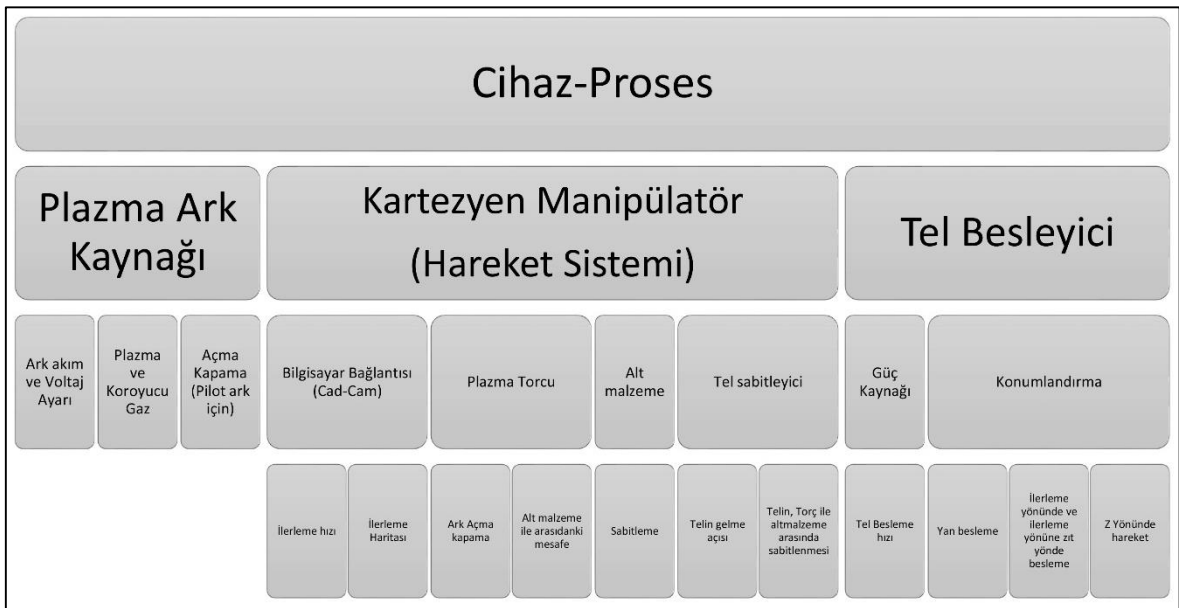 Cihaz-Proses
Plazma Ark
Kaynağı
Kartezyen Manipülatör
(Hareket Sistemi)
Tel Besleyici
Ark akım
ve Voltaj
Ayarı
Plazma
ve
Koroyucu
Gaz
Açma
Kapama
(Pilot ark
için)
Bilgisayar Bağlantısı
(Cad-Cam)
Plazma Torcu
Alt
malzeme
Tel sabitleyici
Güç
Kaynağı
Konumlandırma
İlerleme hızı
İlerleme
Haritası
Ark Açma
kapama
Alt malzeme
ile arasıdanki
mesafe
Sabitleme
Telin gelme
açısı
Telin, Torç ile
altmalzeme
arasında
sabitlenmesi
Tel Besleme
hızı
Yan besleme
İlerleme
yönünde ve
ilerleme
yönüne zıt
yönde
besleme
Z Yönünde
hareket